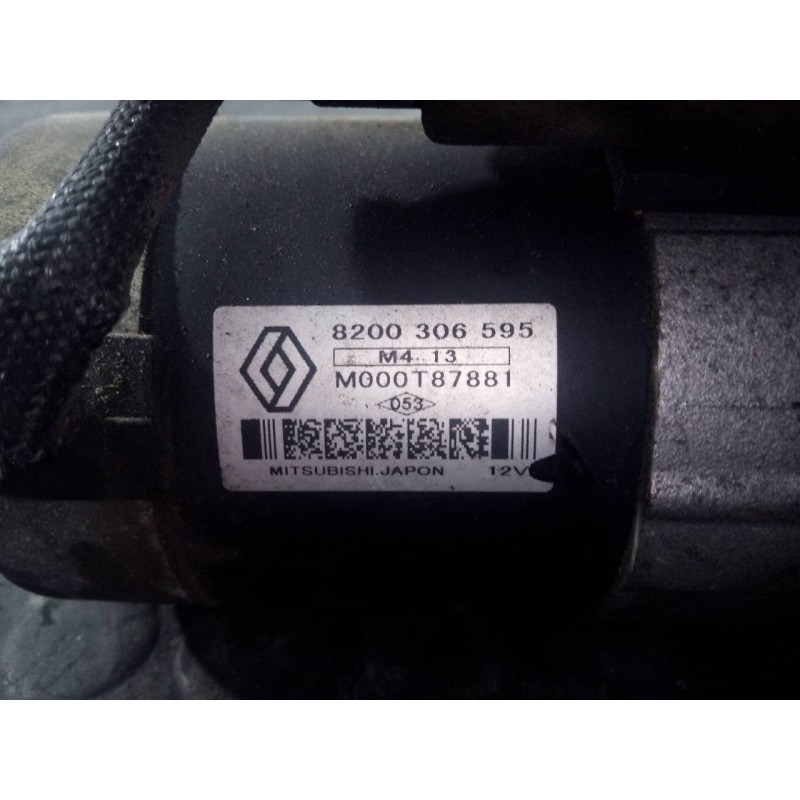 8200 306 595
M4 13
M000T87881
053
MITSUBISHI.JAPON 12V